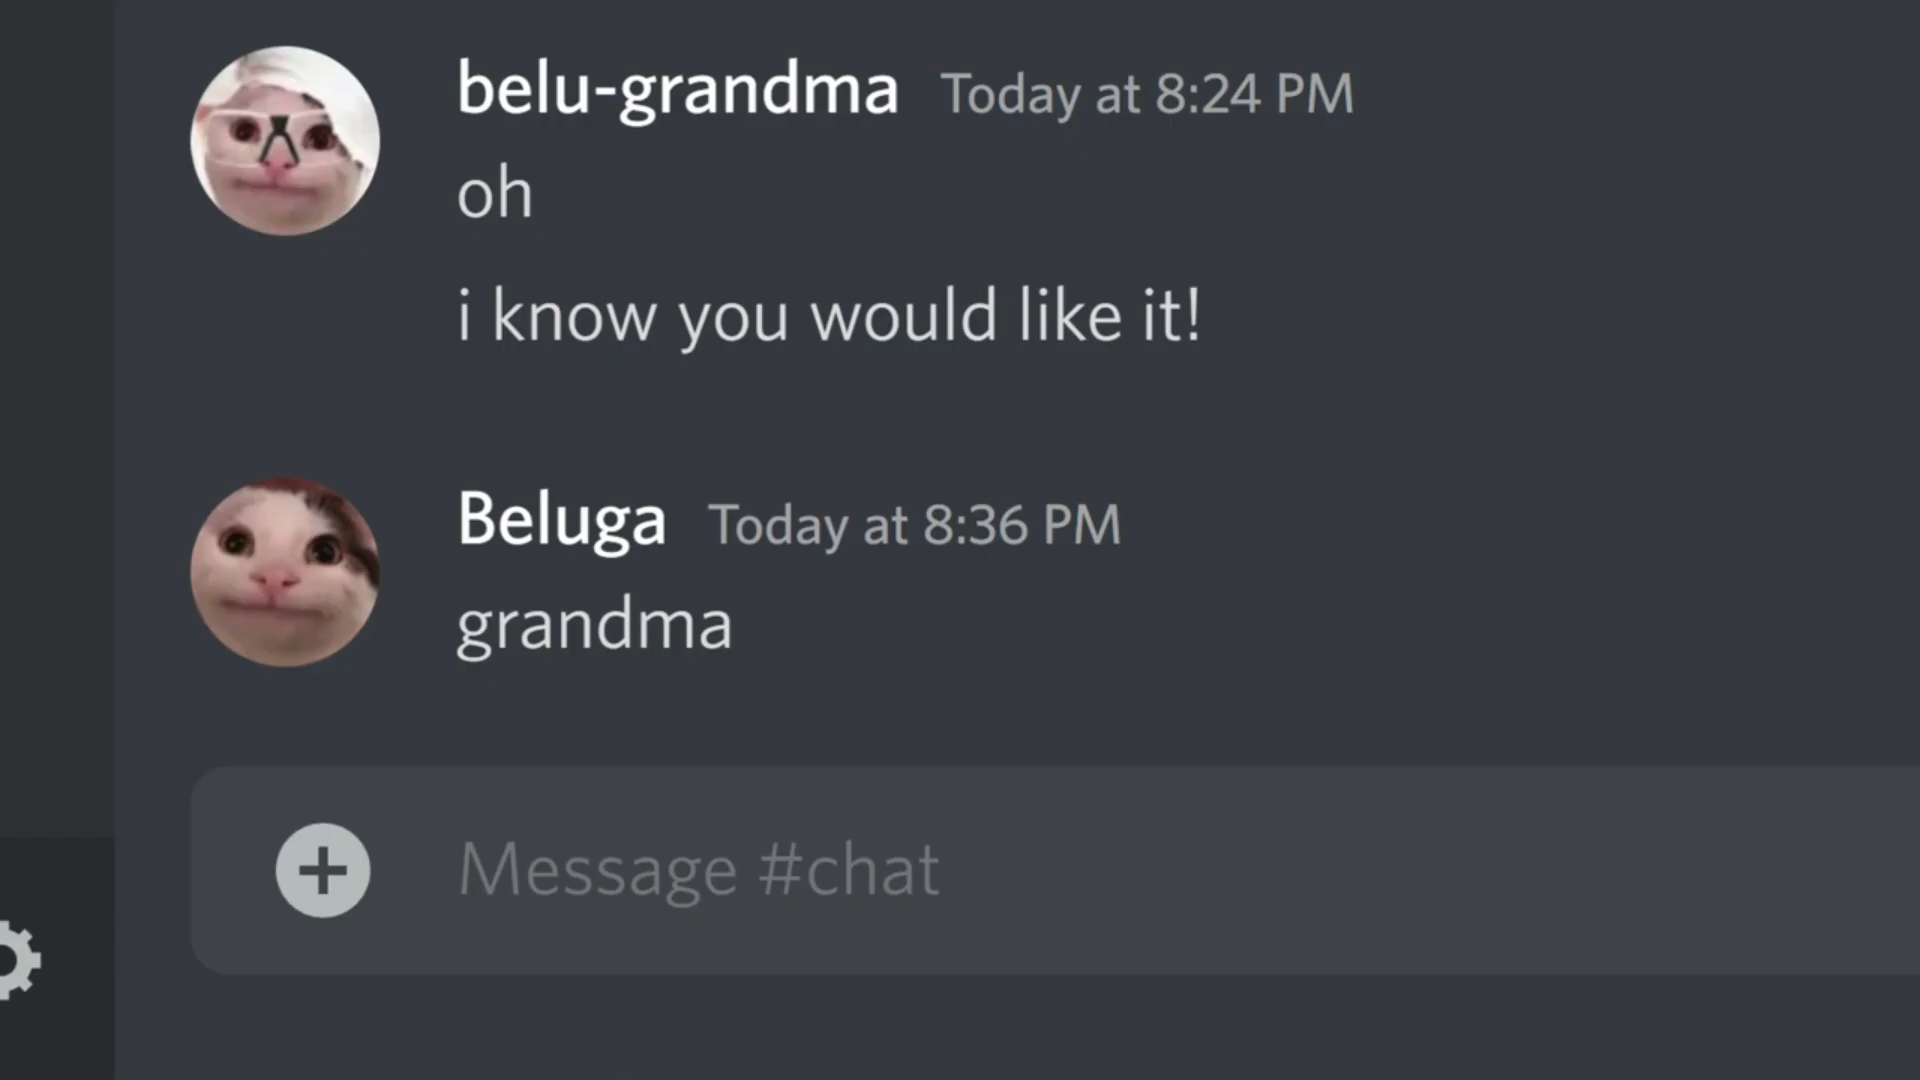 belu-grandma Today at 8:24 PM
oh
i know you would like it!
Beluga Today at 8:36 PM
grandma
Message #chat